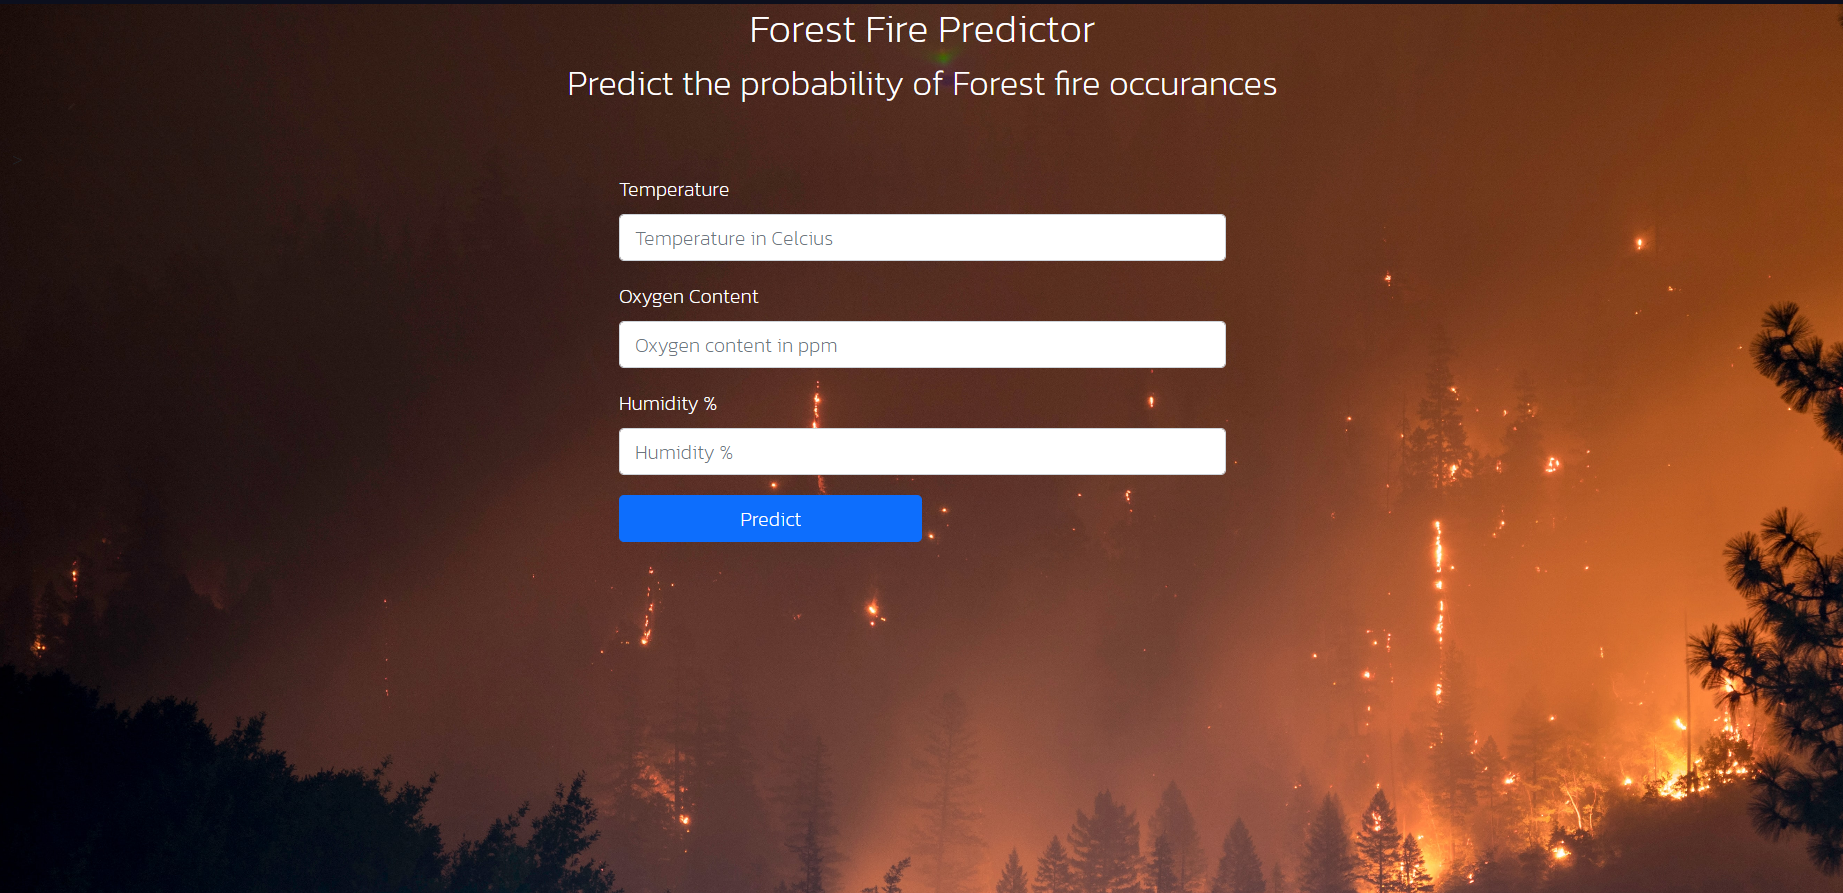 Forest Fire Predictor
Predict the probability of Forest fire occurances
Temperature
Temperature in Celcius
Oxygen Content
Oxygen content in ppm
Humidity %
Humidity %
Predict